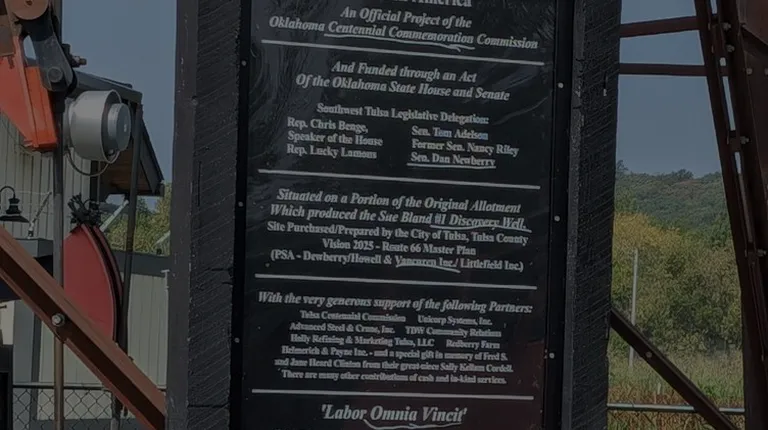 An Official Project of the
Oklahoma Centennial Commemoration Commission
And Funded through an Act
Of the Oklahoma State House and Senate
Southwest Tulsa Legislative Delegation:
Rep. Chris Benge,
Speaker of the House
Rep. Lucky Lamons
Sen. Tom Adelson
Former Sen. Nancy Riley
Sen. Dan Newberry
Situated on a Portion of the Original Allotment
Which produced the Sue Bland #1 Discovery Well.
Site Purchased/Prepared by the City of Tulsa, Tulsa County
Vision 2025 - Route 66 Master Plan
(PSA - Dewberry/Howell & Vancuren Inc./ Littlefield Inc.)
With the very generous support of the following Partners:
Tulsa Centennial Commission Unicorp Systems, Inc.
Advanced Steel & Crane, Inc. YDW Community Relations
Holly Refining & Marketing Tulsa, LLC Redberry Farm
Helmerich & Payne Inc. - and a special gift in memory of Fred S.
and Jane Heard Clinton from their great-niece Sally Kellam Cordell.
There are many other contributions of cash and in-kind services.
'Labor Omnia Vincit'